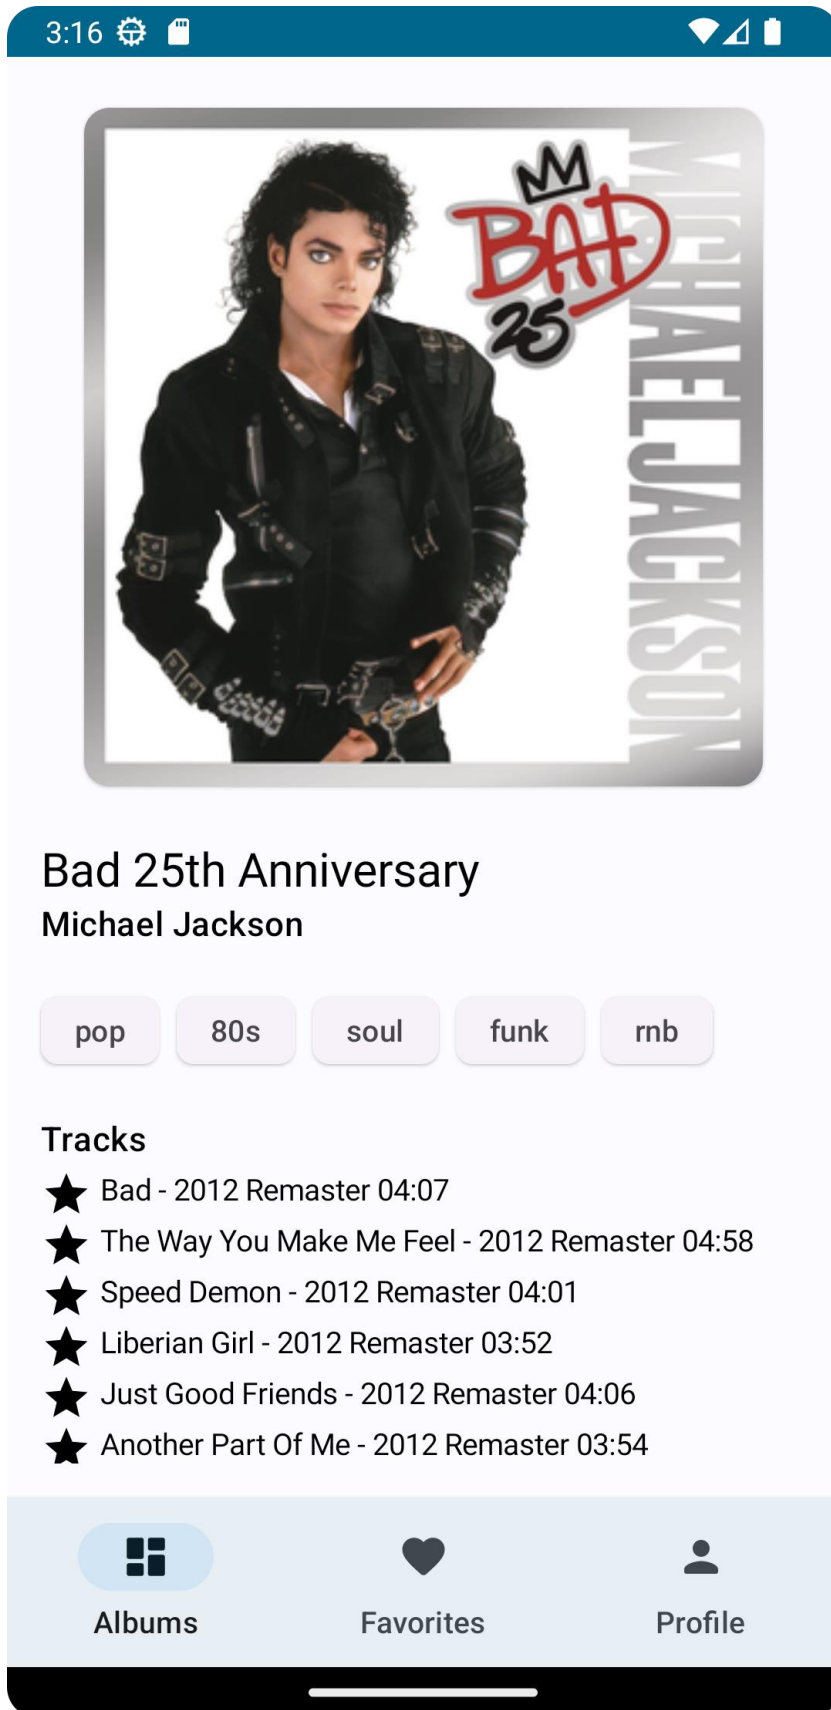 3:16
BAD
25
MICHAEL JACKSON
Bad 25th Anniversary
Michael Jackson
pop 80s soul funk rnb
Tracks
Bad - 2012 Remaster 04:07
The Way You Make Me Feel - 2012 Remaster 04:58
Speed Demon - 2012 Remaster 04:01
Liberian Girl - 2012 Remaster 03:52
Just Good Friends - 2012 Remaster 04:06
Another Part Of Me - 2012 Remaster 03:54
Albums Favorites Profile